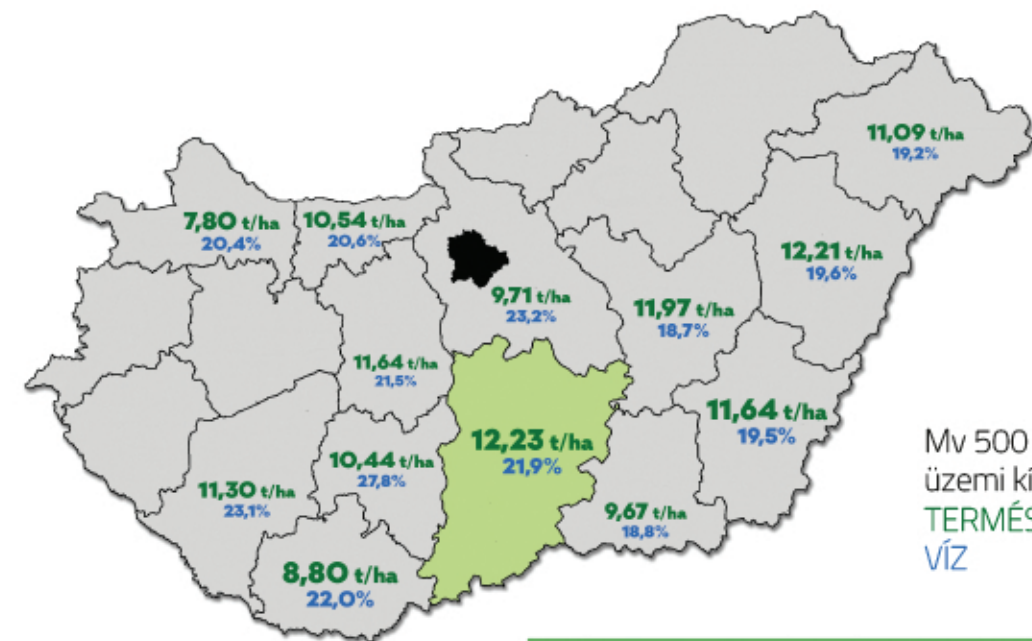 11,09 t/ha
19,2%
7,80 t/ha
20,4%
10,54 t/ha
20,6%
12,21 t/ha
19,6%
9,71 t/ha
23,2%
11,97 t/ha
18,7%
11,64 t/ha
21,5%
11,64 t/ha
19,5%
12,23 t/ha
21,9%
10,44 t/ha
27,8%
11,30 t/ha
23,1%
9,67 t/ha
18,8%
8,80 t/ha
22,0%
Mv 500
üzemi kí
TERMÉS
VÍZ